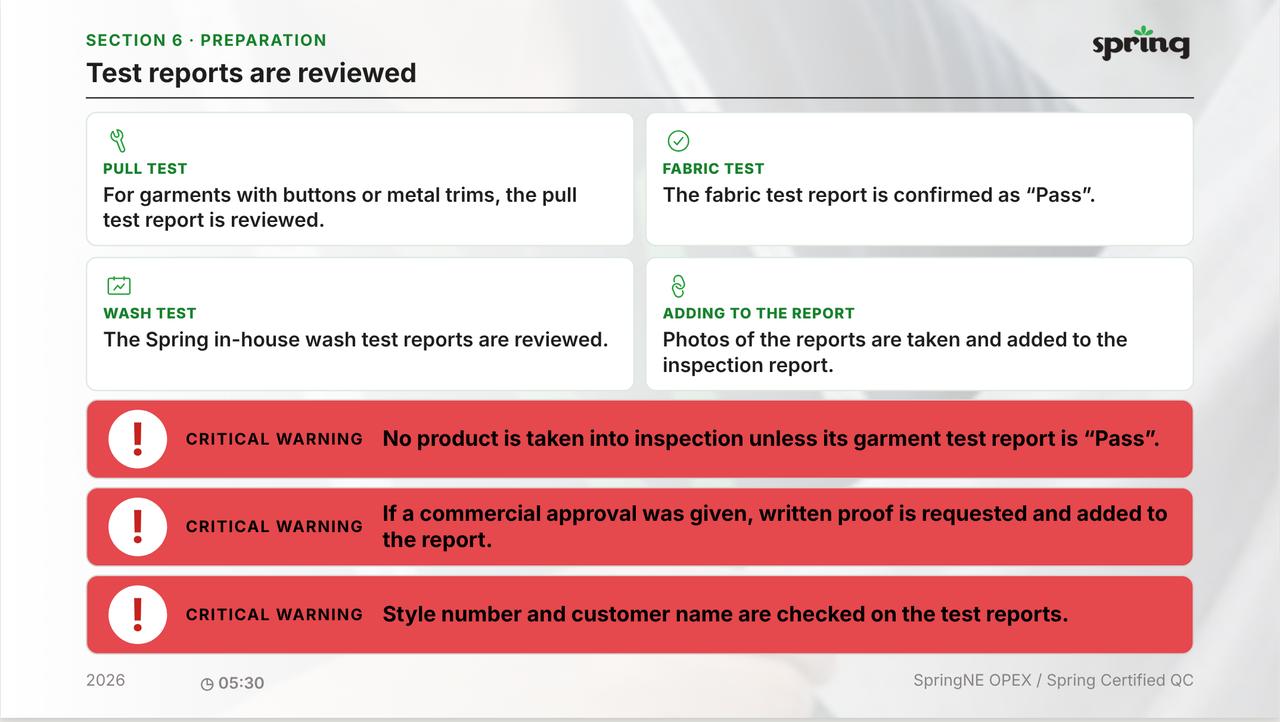 SECTION 6 · PREPARATION
spring
Test reports are reviewed
PULL TEST
For garments with buttons or metal trims, the pull
test report is reviewed.
FABRIC TEST
The fabric test report is confirmed as “Pass”.
WASH TEST
The Spring in-house wash test reports are reviewed.
ADDING TO THE REPORT
Photos of the reports are taken and added to the
inspection report.
! CRITICAL WARNING No product is taken into inspection unless its garment test report is “Pass”.
! CRITICAL WARNING If a commercial approval was given, written proof is requested and added to
the report.
! CRITICAL WARNING Style number and customer name are checked on the test reports.
2026 05:30 SpringNE OPEX / Spring Certified QC